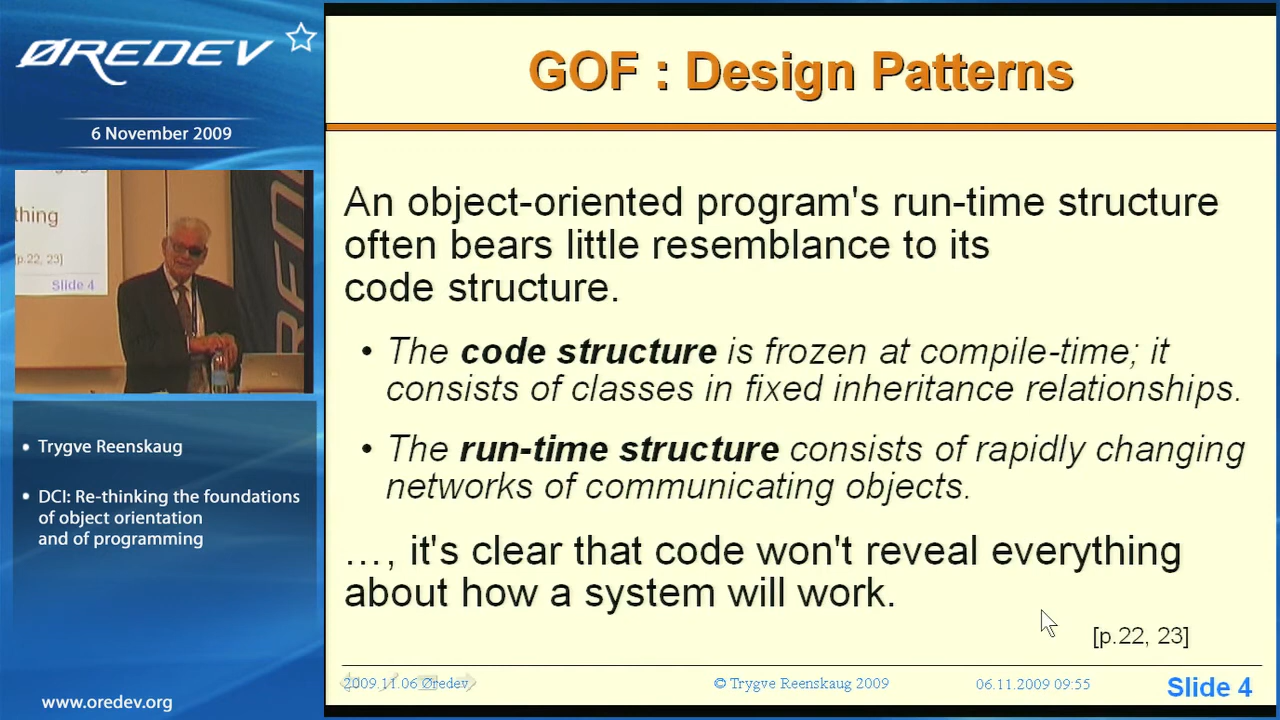 ØREDEV
6 November 2009
thing
p.22, 23]
Slide 4
• Trygve Reenskaug
• DCI: Re-thinking the foundations
of object orientation
and of programming
www.oredev.org
GOF : Design Patterns
An object-oriented program's run-time structure
often bears little resemblance to its
code structure.
• The code structure is frozen at compile-time; it
consists of classes in fixed inheritance relationships.
• The run-time structure consists of rapidly changing
networks of communicating objects.
…, it's clear that code won't reveal everything
about how a system will work.
[p.22, 23]
2009.11.06 Øredev
© Trygve Reenskaug 2009
06.11.2009 09:55
Slide 4